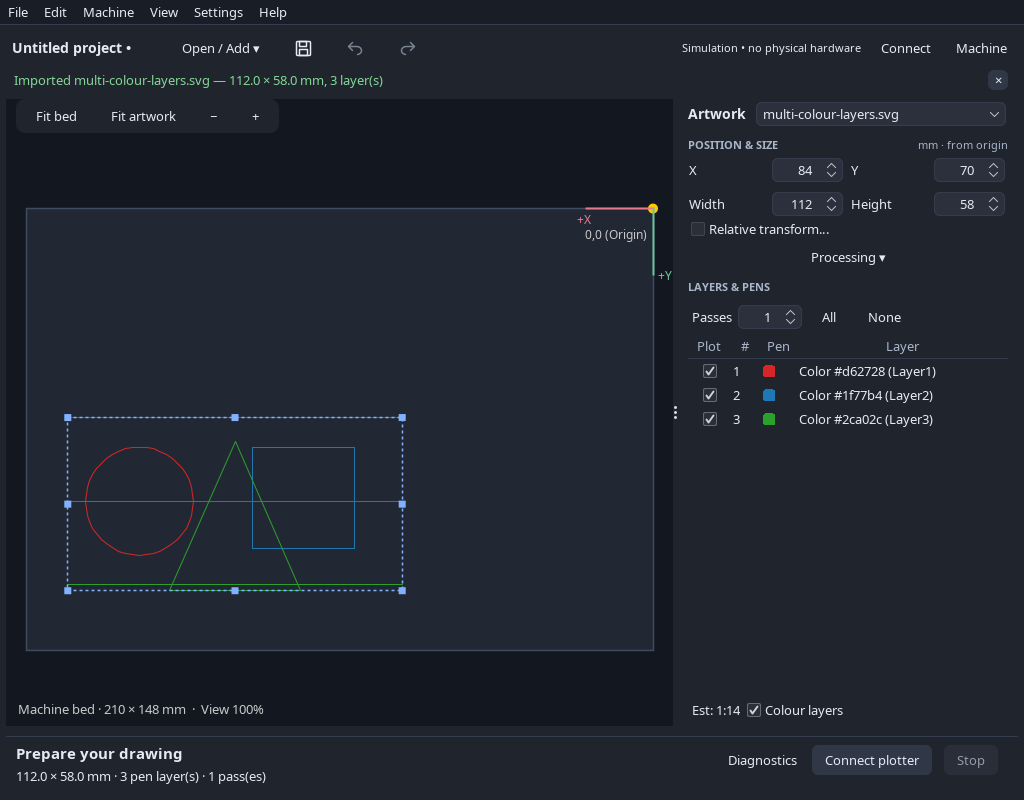 File Edit Machine View Settings Help
Untitled project • Open / Add ▾ Simulation • no physical hardware Connect Machine
Imported multi-colour-layers.svg — 112.0 × 58.0 mm, 3 layer(s) ×
Fit bed Fit artwork − +
Artwork multi-colour-layers.svg
POSITION & SIZE mm · from origin
X 84 Y 70
Width 112 Height 58
Relative transform...
Processing ▾
LAYERS & PENS
Passes 1 All None
Plot # Pen Layer
1 Color #d62728 (Layer1)
2 Color #1f77b4 (Layer2)
3 Color #2ca02c (Layer3)
+X
0,0 (Origin)
+Y
Machine bed · 210 × 148 mm · View 100%
Est: 1:14 Colour layers
Prepare your drawing
112.0 × 58.0 mm · 3 pen layer(s) · 1 pass(es)
Diagnostics Connect plotter Stop